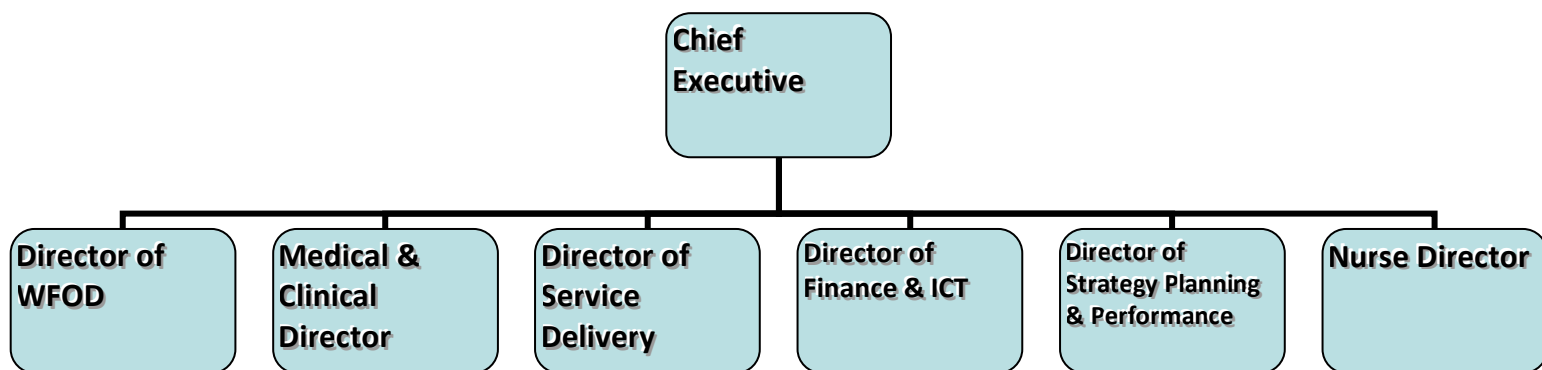 Chief
Executive
Director of
WFOD
Medical &
Clinical
Director
Director of
Service
Delivery
Director of
Finance & ICT
Director of
Strategy Planning
& Performance
Nurse Director